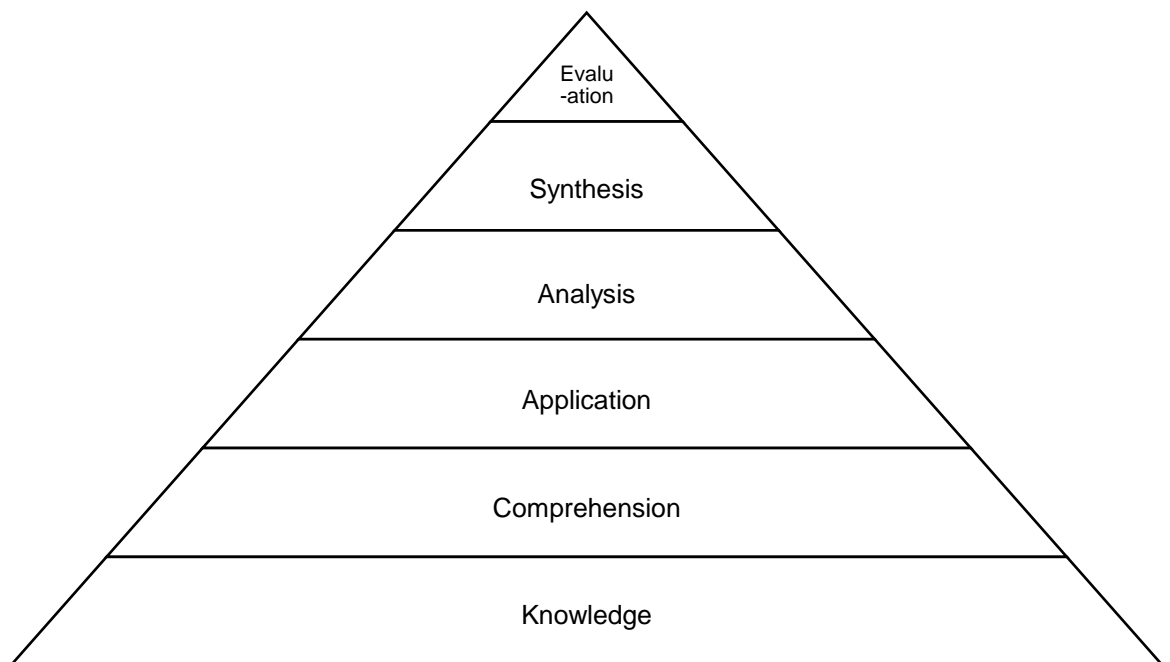 Evalu
-ation
Synthesis
Analysis
Application
Comprehension
Knowledge